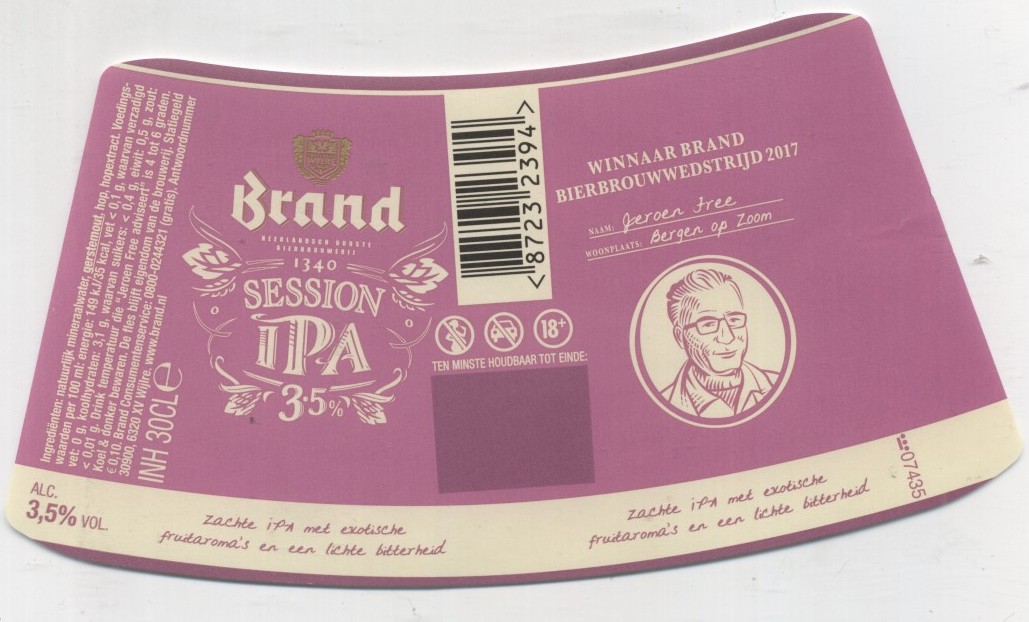 Ingrediënten: natuurlijk mineraalwater, gerstemout, hop, hopextract. Voedings-
waarden per 100 ml: energie: 149 kJ/35 kcal, vet < 0,1 g, waarvan verzadigd
vet: 0 g, koolhydraten: 3,1 g, waarvan suikers: < 0,4 g, eiwit: 0,5 g, zout:
< 0,01 g. Drink temperatuur die "Jeroen Free adviseert" is 4 tot 6 graden.
Koel & donker bewaren. De fles blijft eigendom van de brouwerij. Statiegeld
€ 0,10. Brand Consumentenservice: 0800-0244321 (gratis). Antwoordnummer
30900, 6320 XV Wijlre. www.brand.nl
INH 30CL e
ALC.
3,5% VOL.
WYLRE
Brand
NEERLANDSCH OUDSTE
BIERBROUWERIJ
1340
SESSION
IPA
3.5%
<8723 2394>
18+
TEN MINSTE HOUDBAAR TOT EINDE:
WINNAAR BRAND
BIERBROUWWEDSTRIJD 2017
NAAM: Jeroen Free
WOONPLAATS: Bergen op Zoom
07435
zachte iPA met exotische
fruitaroma's en een lichte bitterheid
zachte iPA met exotische
fruitaroma's en een lichte bitterheid